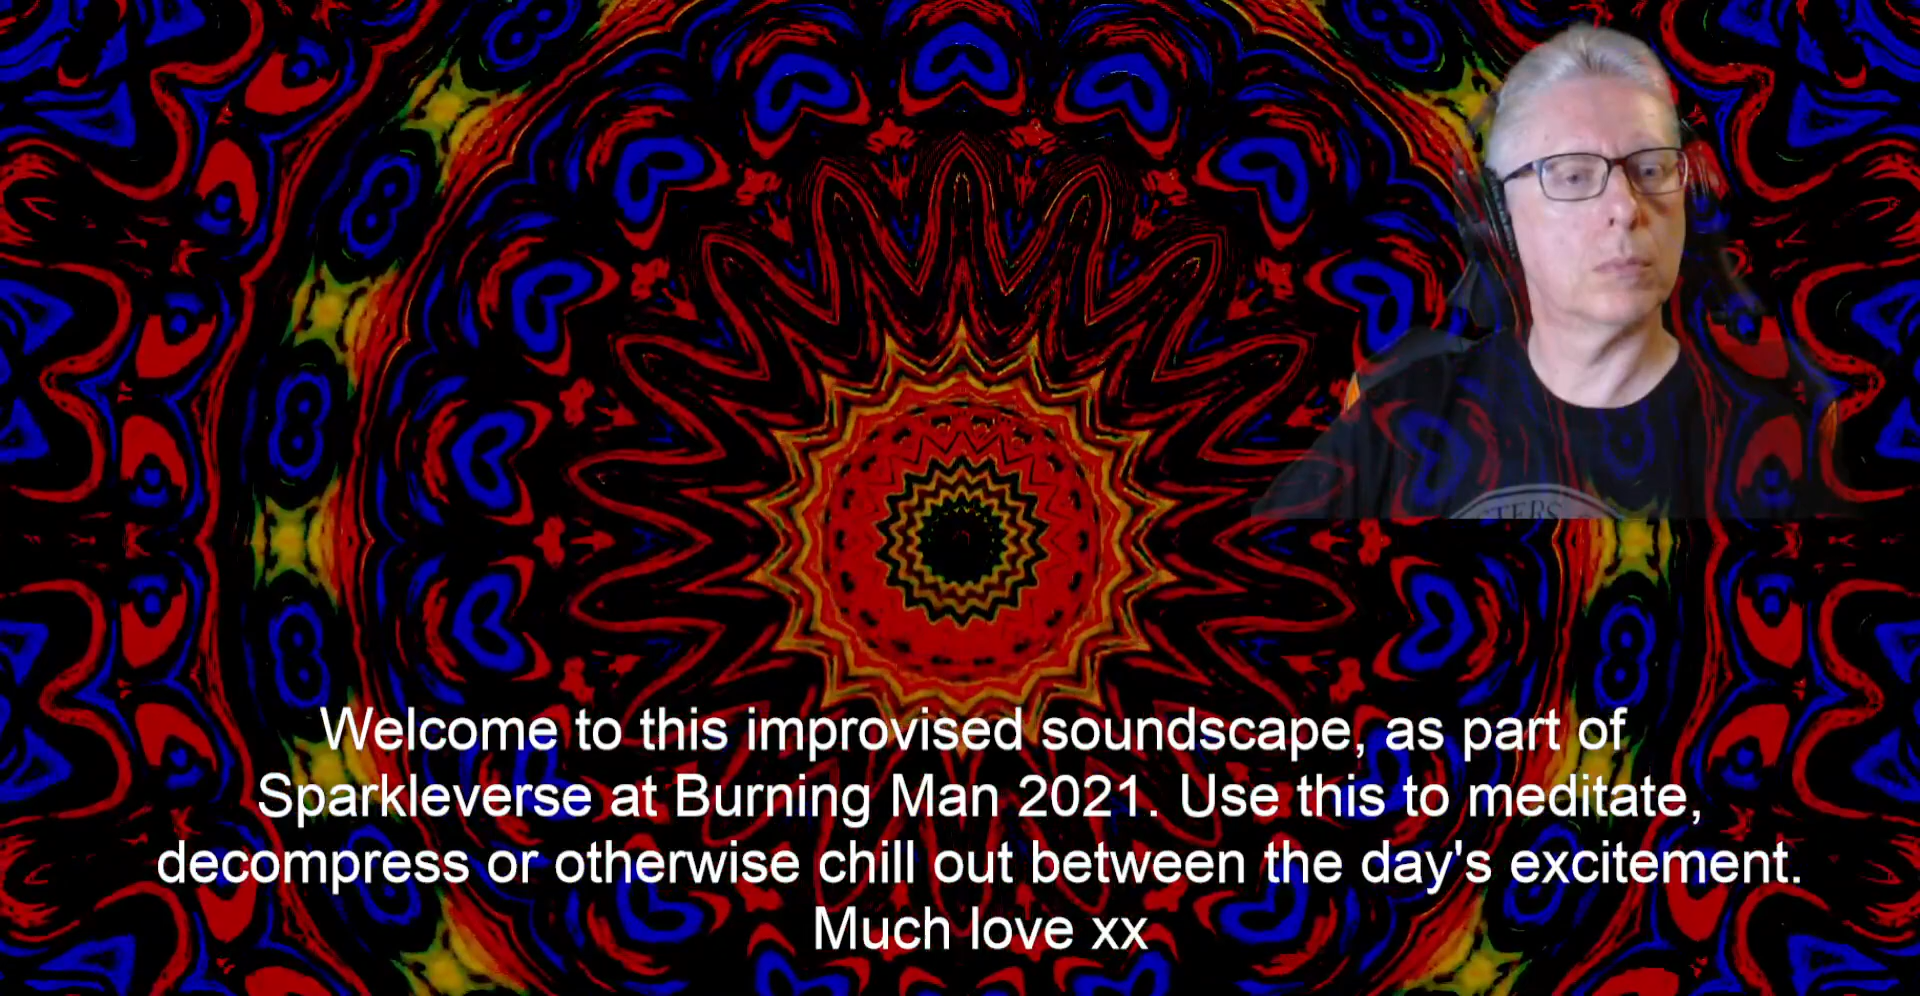 TERS
Welcome to this improvised soundscape, as part of
Sparkleverse at Burning Man 2021. Use this to meditate,
decompress or otherwise chill out between the day's excitement.
Much love xx